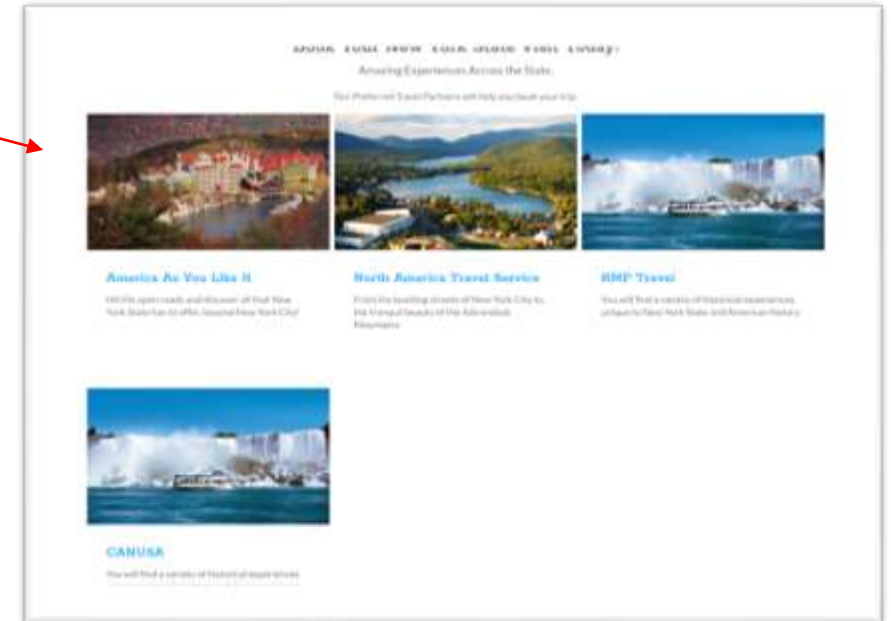 Book Your New York State Visit Today!
Amazing Experiences Across the State.
Our Preferred Travel Partners will help you book your trip.
America As You Like It
Hit the open roads and discover all that New
York State has to offer, beyond New York City!
North America Travel Service
From the bustling streets of New York City to
the tranquil beauty of the Adirondack
Mountains
Travel
You will find a variety of historical experiences
unique to New York State and American history.
CANUSA
You will find a variety of historical experiences